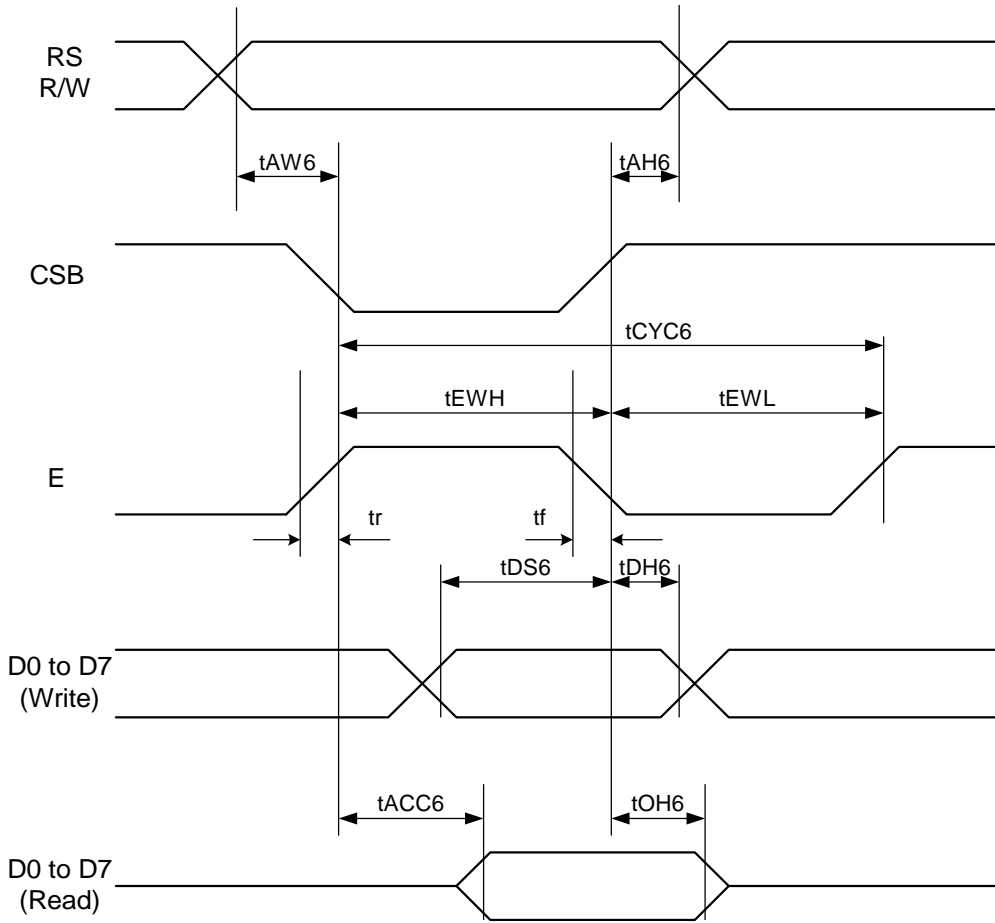 RS
R/W
tAW6
tAH6
CSB
tCYC6
tEWH
tEWL
E
tr
tf
tDS6
tDH6
D0 to D7
(Write)
tACC6
tOH6
D0 to D7
(Read)